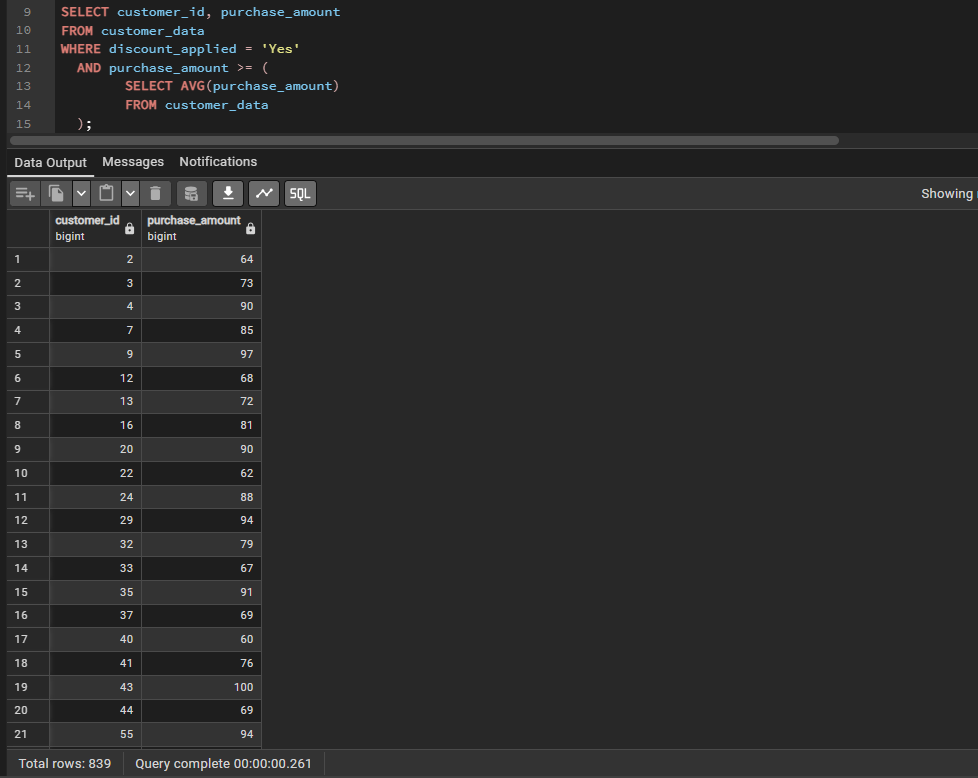 9 SELECT customer_id, purchase_amount
10 FROM customer_data
11 WHERE discount_applied = 'Yes'
12 AND purchase_amount >= (
13 SELECT AVG(purchase_amount)
14 FROM customer_data
15 );
Data Output Messages Notifications
SQL Showing
customer_id purchase_amount
bigint bigint
1 2 64
2 3 73
3 4 90
4 7 85
5 9 97
6 12 68
7 13 72
8 16 81
9 20 90
10 22 62
11 24 88
12 29 94
13 32 79
14 33 67
15 35 91
16 37 69
17 40 60
18 41 76
19 43 100
20 44 69
21 55 94
Total rows: 839 Query complete 00:00:00.261